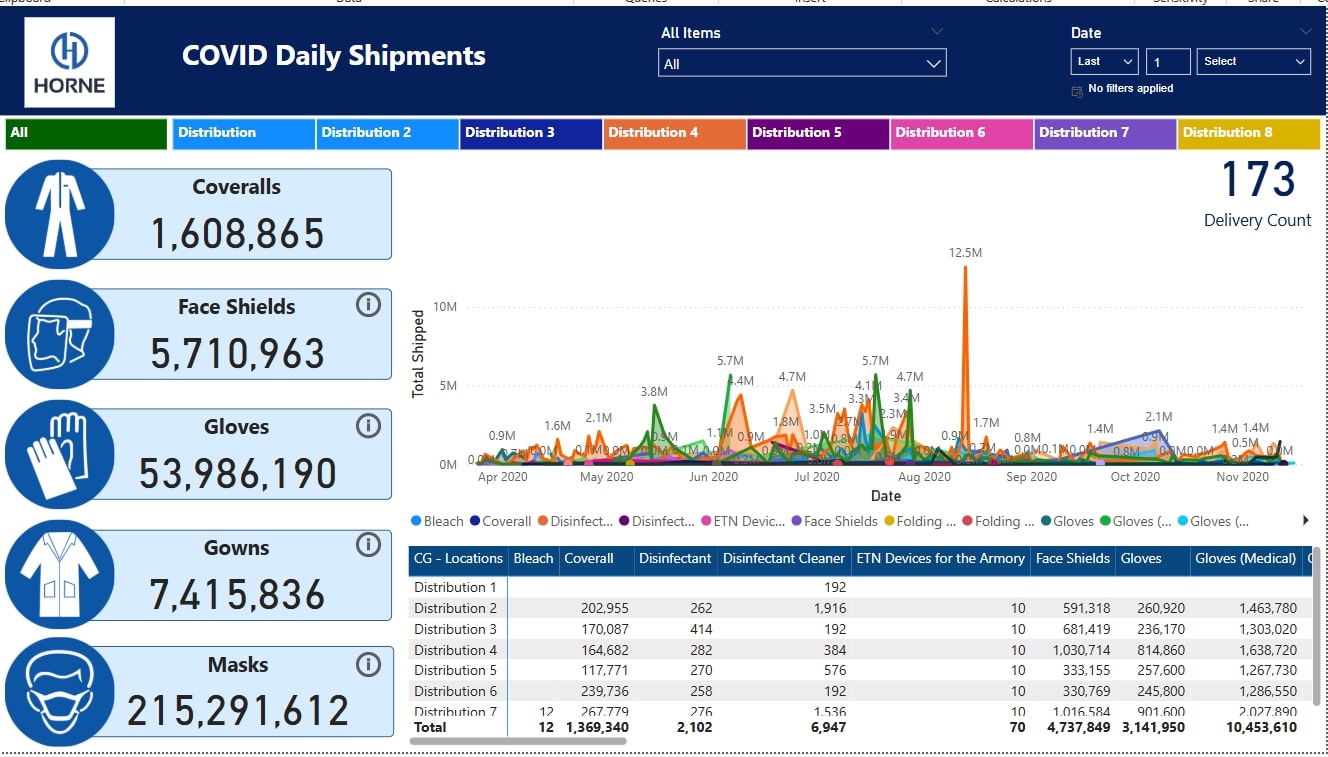 Data
Queries
Insert
Calculations
Sensitivity
Share
HORNE
COVID Daily Shipments
All Items
All
Date
Last
1
Select
No filters applied
All
Distribution
Distribution 2
Distribution 3
Distribution 4
Distribution 5
Distribution 6
Distribution 7
Distribution 8
Coveralls
1,608,865
Face Shields
5,710,963
Gloves
53,986,190
Gowns
7,415,836
Masks
215,291,612
173
Delivery Count
Total Shipped
10M
5M
0M
12.5M
5.7M
5.7M
4.4M
4.7M
4.1M
4.7M
3.8M
3.5M
3.3M
3.4M
2.1M
1.6M
0.9M
1.8M
2.7M
2.3M
1.7M
2.1M
1.4M
1.4M
1.4M
0.9M
0.8M
0.9M
0.5M
0.8M
Apr 2020
May 2020
Jun 2020
Jul 2020
Aug 2020
Sep 2020
Oct 2020
Nov 2020
Date
Bleach
Coverall
Disinfect...
Disinfect...
ETN Devic...
Face Shields
Folding ...
Folding ...
Gloves
Gloves (...
Gloves (...
CG - Locations Bleach Coverall Disinfectant Disinfectant Cleaner ETN Devices for the Armory Face Shields Gloves Gloves (Medical)
Distribution 1 192
Distribution 2 202,955 262 1,916 10 591,318 260,920 1,463,780
Distribution 3 170,087 414 192 10 681,419 236,170 1,303,020
Distribution 4 164,682 282 384 10 1,030,714 814,860 1,638,720
Distribution 5 117,771 270 576 10 333,155 257,600 1,267,730
Distribution 6 239,736 258 192 10 330,769 245,800 1,286,550
Distribution 7 12 267,779 276 1,536 10 1,016,584 901,600 2,027,890
Total 12 1,369,340 2,102 6,947 70 4,737,849 3,141,950 10,453,610